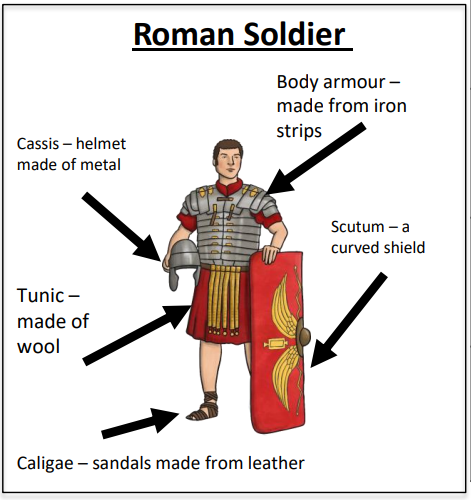 Roman Soldier
Body armour –
made from iron
strips
Cassis – helmet
made of metal
Scutum – a
curved shield
Tunic –
made of
wool
Caligae – sandals made from leather